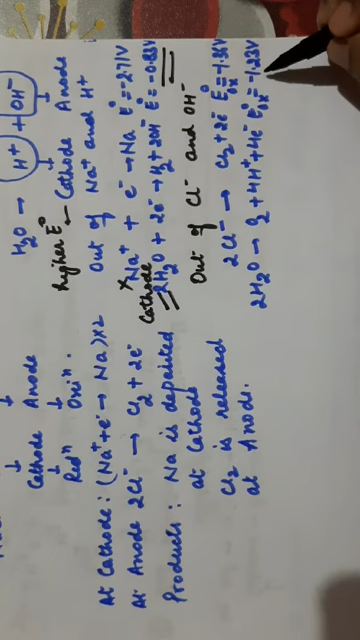 ↓ ↓
Cathode Anode
↓ ↓
Redⁿ Oxiⁿ.
At Cathode: (Na⁺ + e⁻ → Na) x 2
At Anode 2Cl⁻ → Cl₂ + 2e⁻
Products: Na is deposited
at Cathode
Cl₂ is released
at Anode.
H₂O → H⁺ + OH⁻
↓ ↓
higher E° ← Cathode Anode
Out of Na⁺ and H⁺
x Na⁺ + e⁻ → Na E° = -2.71V
Cathode
2H₂O + 2e⁻ → H₂ + 2OH⁻ E° = -0.83V
Out of Cl⁻ and OH⁻
2Cl⁻ → Cl₂ + 2e⁻ E°ox = -1.36V
2H₂O → O₂ + 4H⁺ + 4e⁻ E°ox = -1.23V